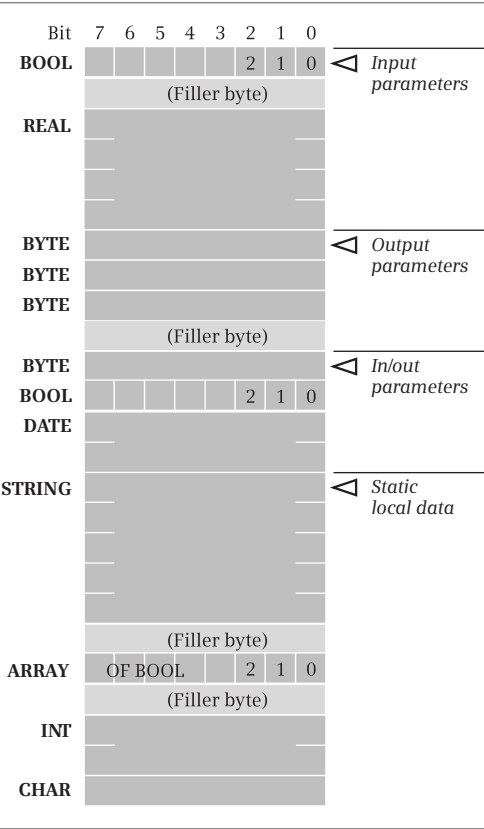 Bit 7 6 5 4 3 2 1 0
BOOL 2 1 0 Input
parameters
(Filler byte)
REAL
BYTE Output
parameters
BYTE
BYTE
(Filler byte)
BYTE In/out
parameters
BOOL 2 1 0
DATE
STRING Static
local data
(Filler byte)
ARRAY OF BOOL 2 1 0
(Filler byte)
INT
CHAR